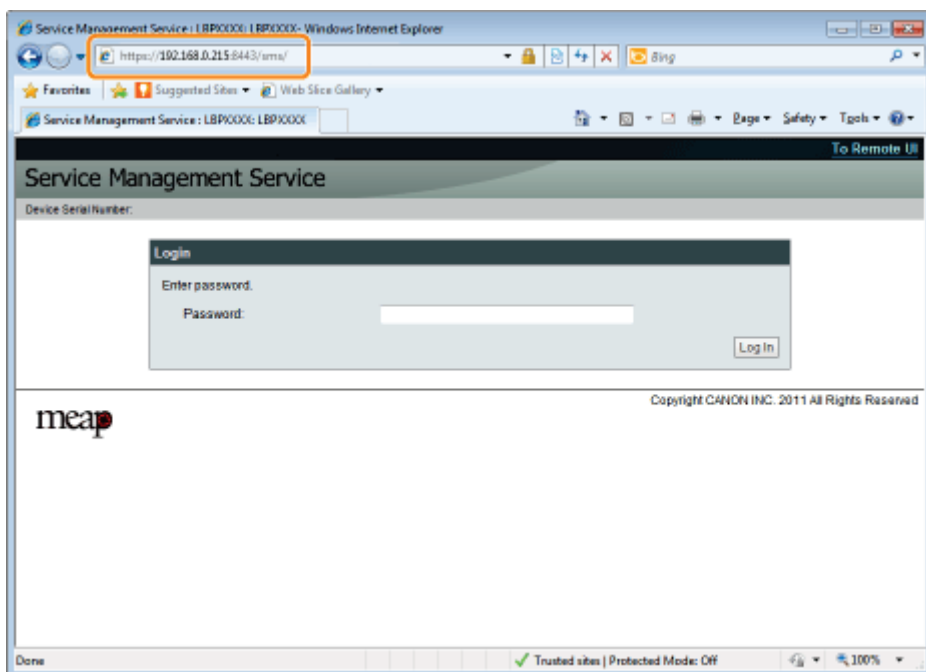 Service Management Service : LBPXXXX: LBPXXXX - Windows Internet Explorer
https://192.168.0.215:8443/sms/
Bing
Favorites
Suggested Sites
Web Slice Gallery
Service Management Service : LBPXXXX: LBPXXXX
Page
Safety
Tools
To Remote UI
Service Management Service
Device Serial Number:
Login
Enter password.
Password:
Log In
meap
Copyright CANON INC. 2011 All Rights Reserved
Done
Trusted sites | Protected Mode: Off
100%